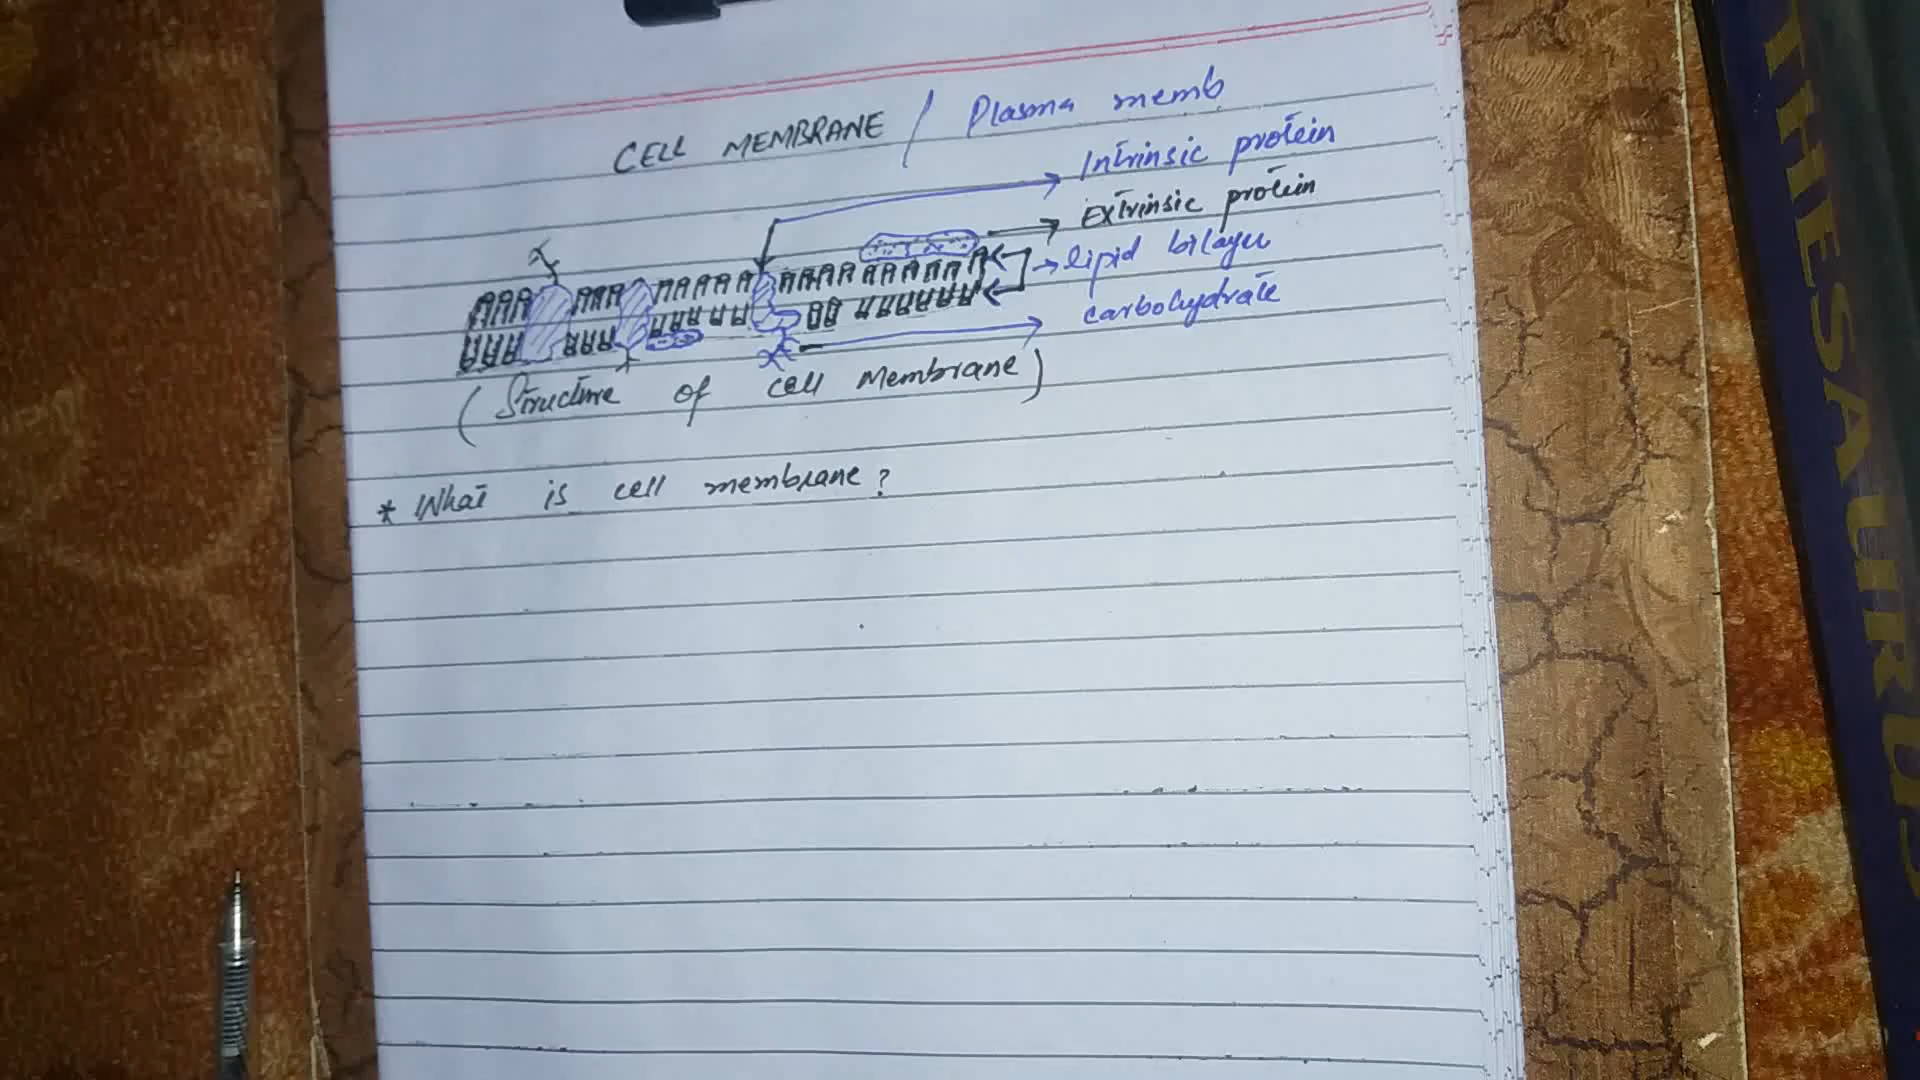 CELL MEMBRANE / Plasma memb
Intrinsic protein
Extrinsic protein
lipid bilayer
carbohydrate
(Structure of cell Membrane)
* What is cell membrane?
THESAURUS